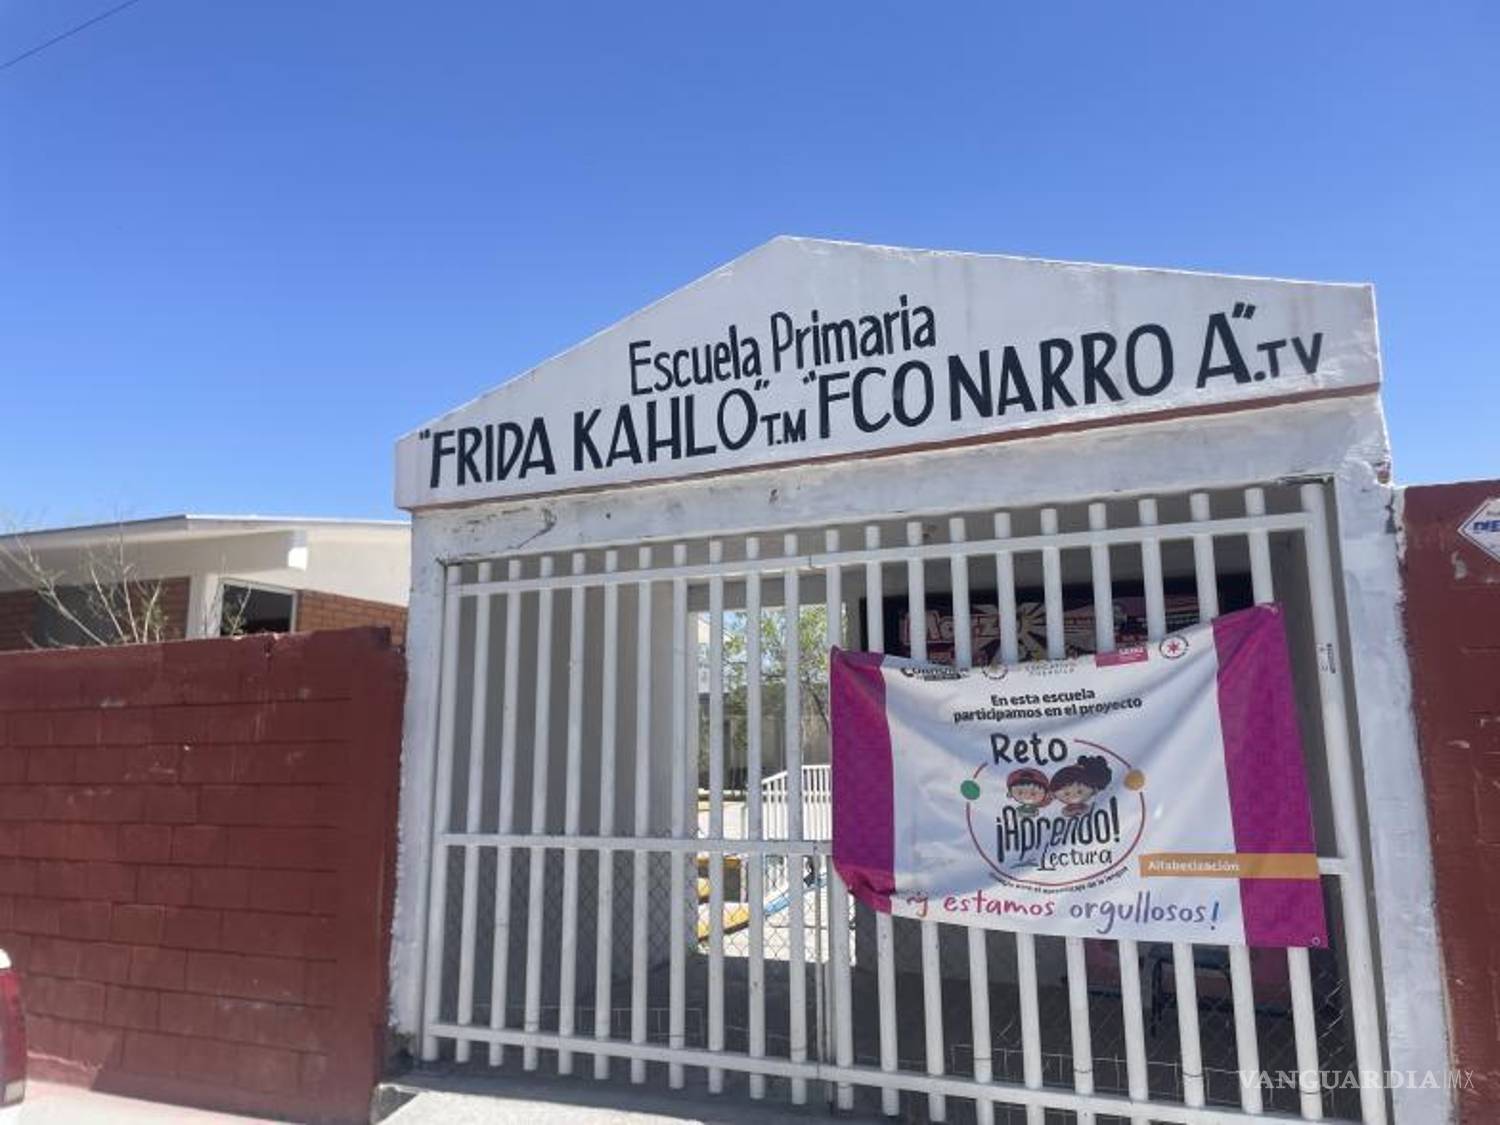 Escuela Primaria
"FRIDA KAHLO" T.M "FCO NARRO A". TV
En esta escuela
participamos en el proyecto
Reto
¡Aprendo!
Lectura
Alfabetización
estamos orgullosos!
VANGUARDIA|MX